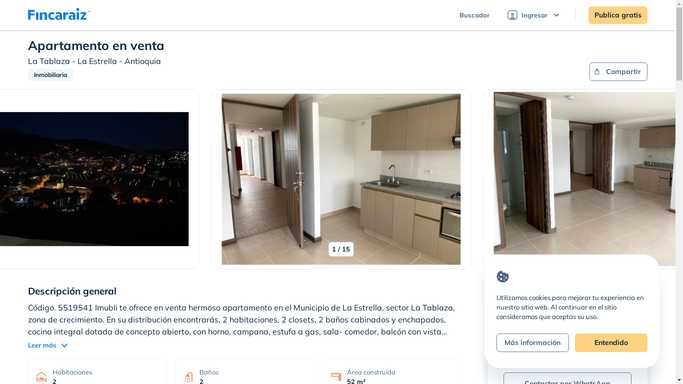 Fincaraiz
Buscador
Ingresar
Publica gratis
Apartamento en venta
La Tablaza - La Estrella - Antioquia
Inmobiliaria
Compartir
1 / 15
Descripción general
Código. 5519541 Imubli te ofrece en venta hermoso apartamento en el Municipio de La Estrella, sector La Tablaza,
zona de crecimiento. En su distribución encontrarás, 2 habitaciones, 2 closets, 2 baños cabinados y enchapados,
cocina integral dotada de concepto abierto, con horno, campana, estufa a gas, sala- comedor, balcón con vista...
Leer más
Habitaciones
2
Baños
2
Área construida
52 m²
Utilizamos cookies para mejorar tu experiencia en
nuestro sitio web. Al continuar en el sitio
consideramos que aceptas su uso.
Más información
Entendido
Contactar por WhatsApp